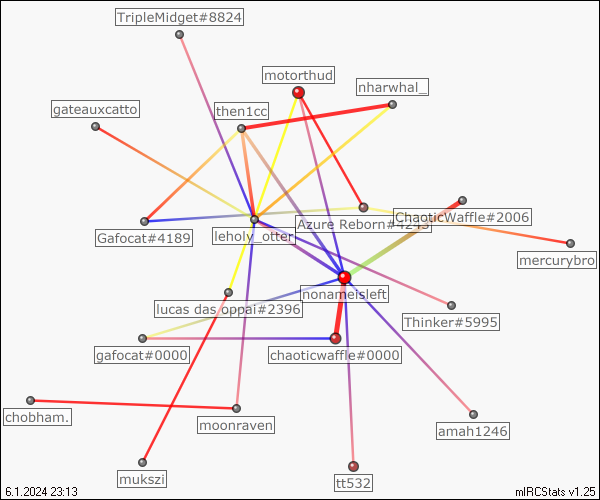 TripleMidget#8824
motorthud
nharwhal_
gateauxcatto
then1cc
ChaoticWaffle#2006
Azure Reborn#4293
Gafocat#4189
leholy_otter
mercurybro
nonameisleft
lucas das oppai#2396
Thinker#5995
gafocat#0000
chaoticwaffle#0000
chobham.
moonraven
amah1246
mukszi
tt532
6.1.2024 23:13
mIRCStats v1.25